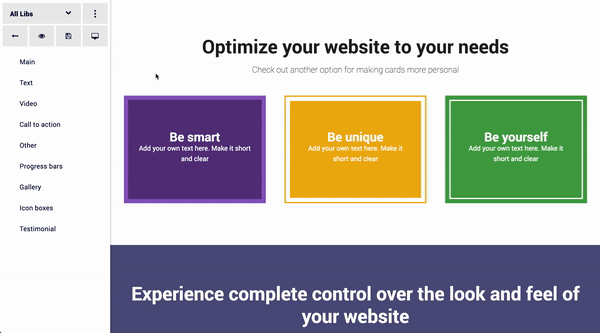 All Libs
Main
Text
Video
Call to action
Other
Progress bars
Gallery
Icon boxes
Testimonial
Optimize your website to your needs
Check out another option for making cards more personal
Be smart
Add your own text here. Make it short
and clear
Be unique
Add your own text here. Make it
short and clear
Be yourself
Add your own text here. Make it short
and clear
Experience complete control over the look and feel of
your website